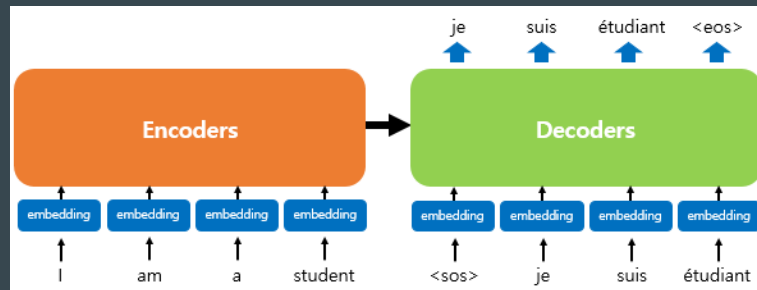 je suis étudiant <eos>
Encoders Decoders
embedding embedding embedding embedding embedding embedding embedding embedding
I am a student <sos> je suis étudiant